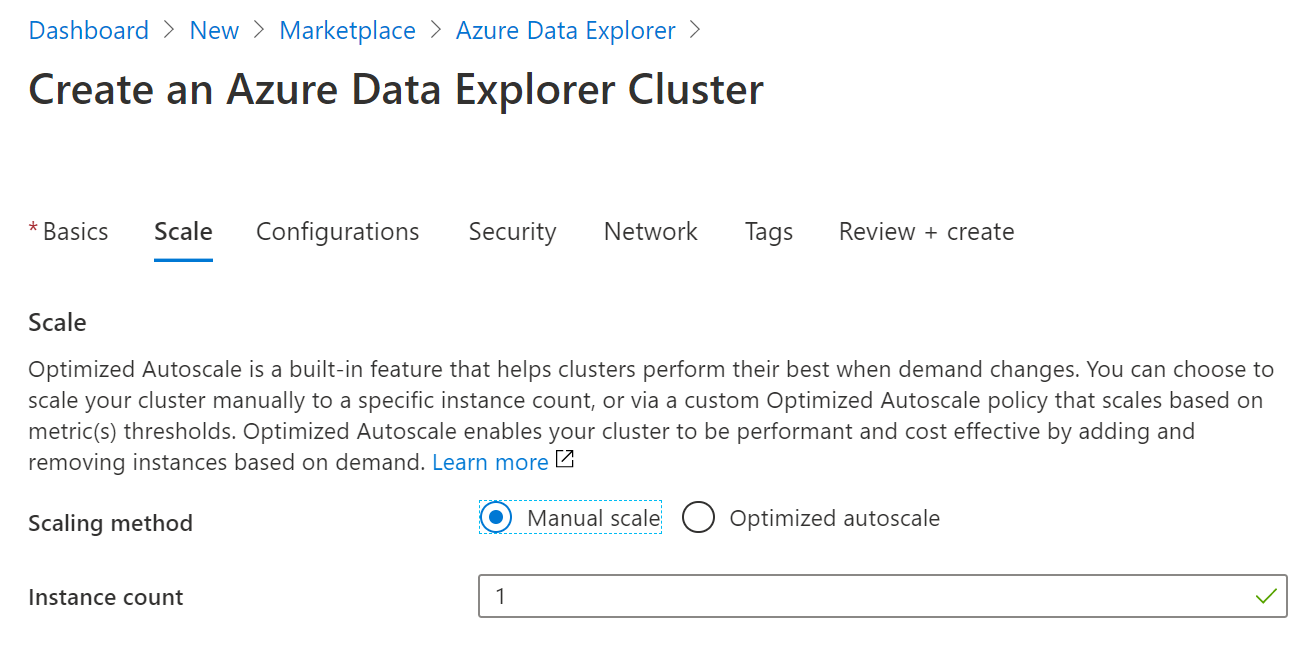 Dashboard > New > Marketplace > Azure Data Explorer >
Create an Azure Data Explorer Cluster
* Basics Scale Configurations Security Network Tags Review + create
Scale
Optimized Autoscale is a built-in feature that helps clusters perform their best when demand changes. You can choose to
scale your cluster manually to a specific instance count, or via a custom Optimized Autoscale policy that scales based on
metric(s) thresholds. Optimized Autoscale enables your cluster to be performant and cost effective by adding and
removing instances based on demand. Learn more
Scaling method Manual scale Optimized autoscale
Instance count 1